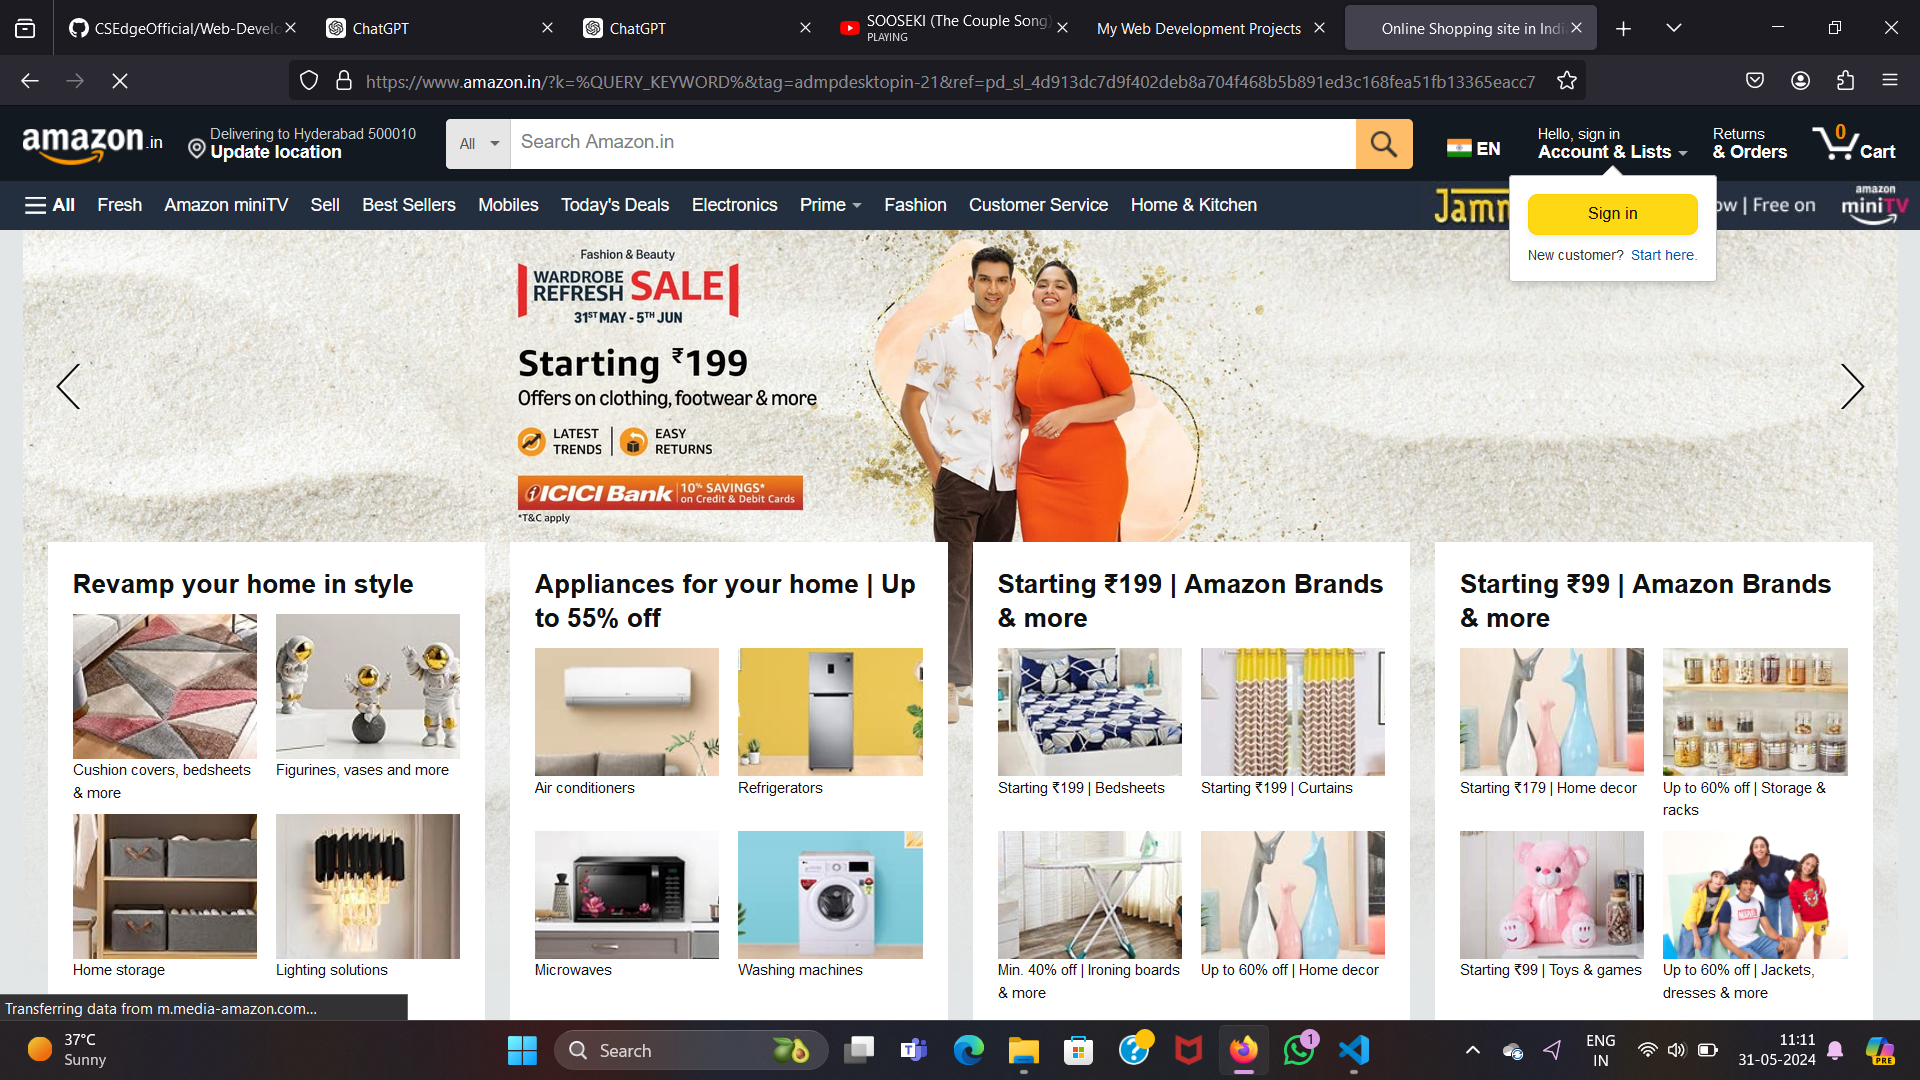 CSEdgeOfficial/Web-Develo
ChatGPT
ChatGPT
SOOSEKI (The Couple Song)
PLAYING
My Web Development Projects
Online Shopping site in Indi
https://www.amazon.in/?k=%QUERY_KEYWORD%&tag=admpdesktopin-21&ref=pd_sl_4d913dc7d9f402deb8a704f468b5b891ed3c168fea51fb13365eacc7
amazon.in
Delivering to Hyderabad 500010
Update location
All
Search Amazon.in
EN
Hello, sign in
Account & Lists
Returns
& Orders
0
Cart
All
Fresh
Amazon miniTV
Sell
Best Sellers
Mobiles
Today's Deals
Electronics
Prime
Fashion
Customer Service
Home & Kitchen
Jamn
ow | Free on
amazon
miniTV
Sign in
New customer? Start here.
Fashion & Beauty
WARDROBE
REFRESH SALE
31ST MAY - 5TH JUN
Starting ₹199
Offers on clothing, footwear & more
LATEST
TRENDS
EASY
RETURNS
ICICI Bank
10% SAVINGS*
on Credit & Debit Cards
*T&C apply
Revamp your home in style
Cushion covers, bedsheets
& more
Figurines, vases and more
Home storage
Lighting solutions
Appliances for your home | Up
to 55% off
Air conditioners
Refrigerators
Microwaves
Washing machines
Starting ₹199 | Amazon Brands
& more
Starting ₹199 | Bedsheets
Starting ₹199 | Curtains
Min. 40% off | Ironing boards
& more
Up to 60% off | Home decor
Starting ₹99 | Amazon Brands
& more
Starting ₹179 | Home decor
Up to 60% off | Storage &
racks
MARVEL
Starting ₹99 | Toys & games
Up to 60% off | Jackets,
dresses & more
Transferring data from m.media-amazon.com...
37°C
Sunny
Search
1
ENG
IN
11:11
31-05-2024
PRE